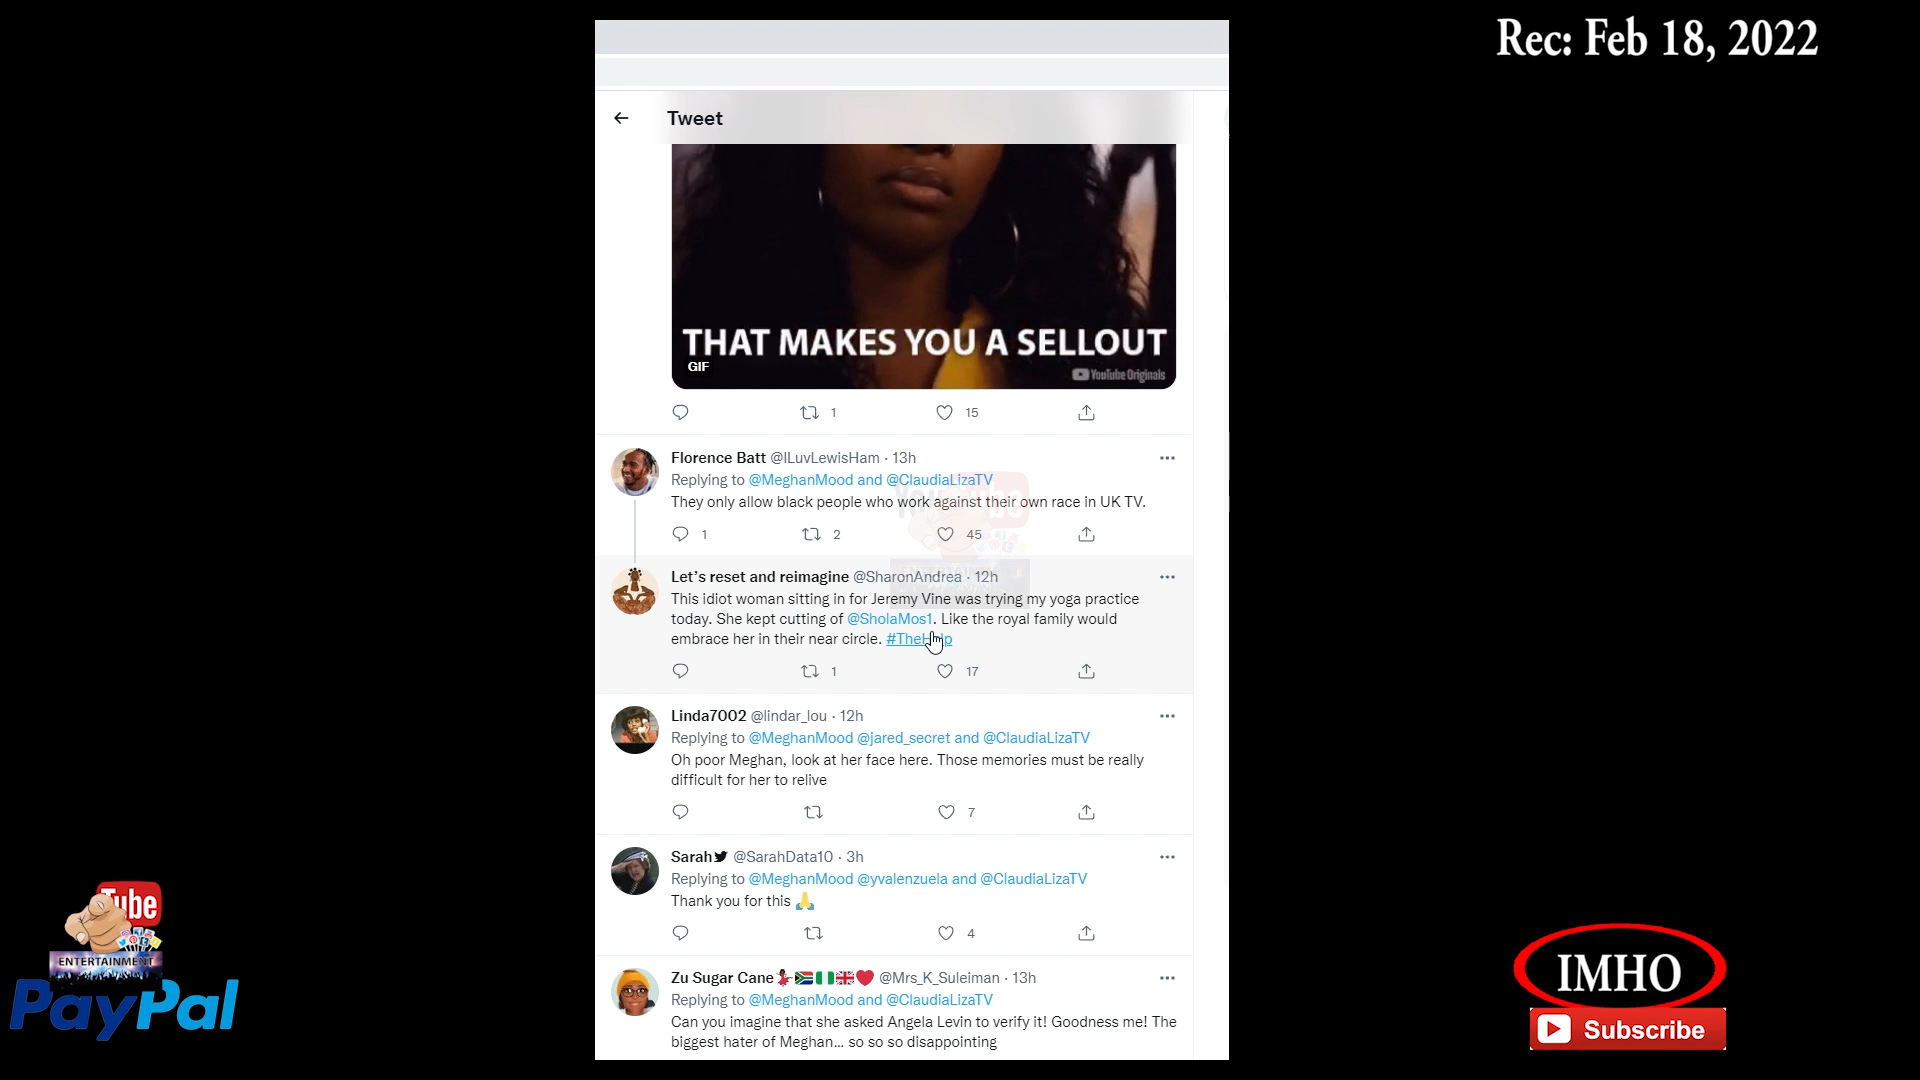 Rec: Feb 18, 2022
Tweet
THAT MAKES YOU A SELLOUT
GIF
YouTube Originals
1
15
Florence Batt @ILuvLewisHam · 13h
Replying to @MeghanMood and @ClaudiaLizaTV
They only allow black people who work against their own race in UK TV.
1
2
45
Let's reset and reimagine @SharonAndrea · 12h
This idiot woman sitting in for Jeremy Vine was trying my yoga practice
today. She kept cutting of @SholaMos1. Like the royal family would
embrace her in their near circle. #TheHelp
1
17
Linda7002 @lindar_lou · 12h
Replying to @MeghanMood @jared_secret and @ClaudiaLizaTV
Oh poor Meghan, look at her face here. Those memories must be really
difficult for her to relive
7
Sarah @SarahData10 · 3h
Replying to @MeghanMood @yvalenzuela and @ClaudiaLizaTV
Thank you for this 🙏
4
Zu Sugar Cane💃🏿🇿🇦🇳🇬🇬🇧❤️ @Mrs_K_Suleiman · 13h
Replying to @MeghanMood and @ClaudiaLizaTV
Can you imagine that she asked Angela Levin to verify it! Goodness me! The
biggest hater of Meghan... so so so disappointing
Tube
ENTERTAINMENT
PayPal
IMHO
Subscribe